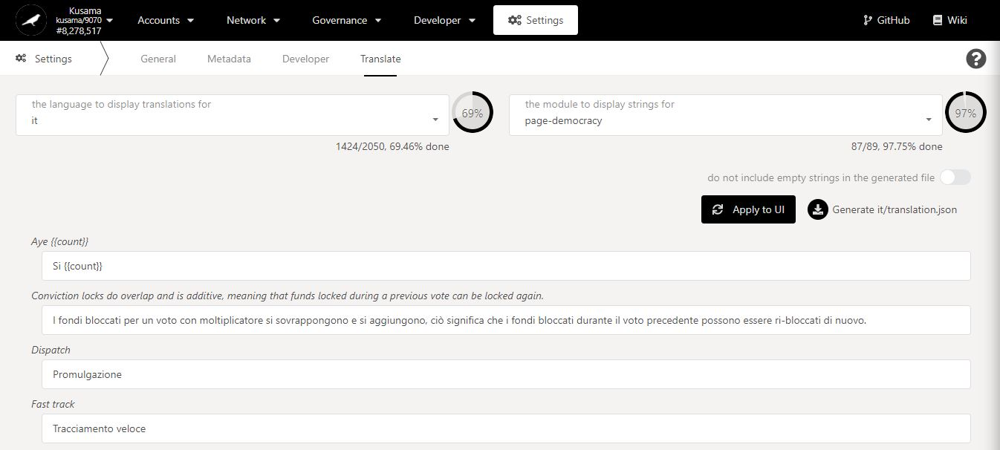 Kusama
kusama/9070
#8,278,517
Accounts
Network
Governance
Developer
Settings
GitHub
Wiki
Settings
General
Metadata
Developer
Translate
?
the language to display translations for
it
69%
1424/2050, 69.46% done
the module to display strings for
page-democracy
97%
87/89, 97.75% done
do not include empty strings in the generated file
Apply to UI
Generate it/translation.json
Aye {{count}}
Si {{count}}
Conviction locks do overlap and is additive, meaning that funds locked during a previous vote can be locked again.
I fondi bloccati per un voto con moltiplicatore si sovrappongono e si aggiungono, ciò significa che i fondi bloccati durante il voto precedente possono essere ri-bloccati di nuovo.
Dispatch
Promulgazione
Fast track
Tracciamento veloce